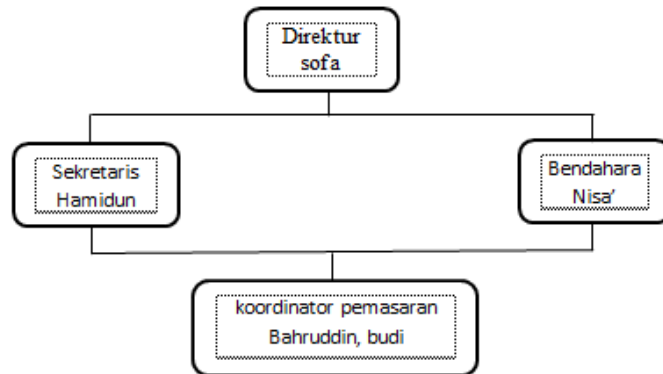 Direktur
sofa
Sekretaris
Hamidun
Bendahara
Nisa’
koordinator pemasaran
Bahruddin, budi